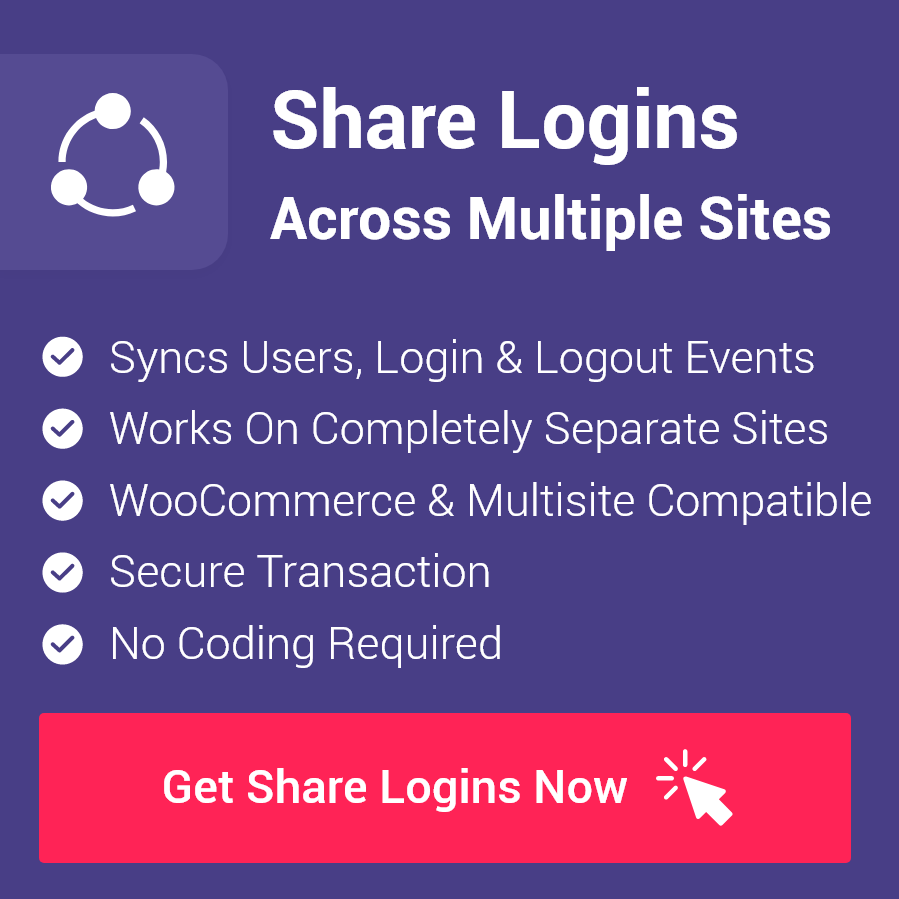 Share Logins
Across Multiple Sites
Syncs Users, Login & Logout Events
Works On Completely Separate Sites
WooCommerce & Multisite Compatible
Secure Transaction
No Coding Required
Get Share Logins Now